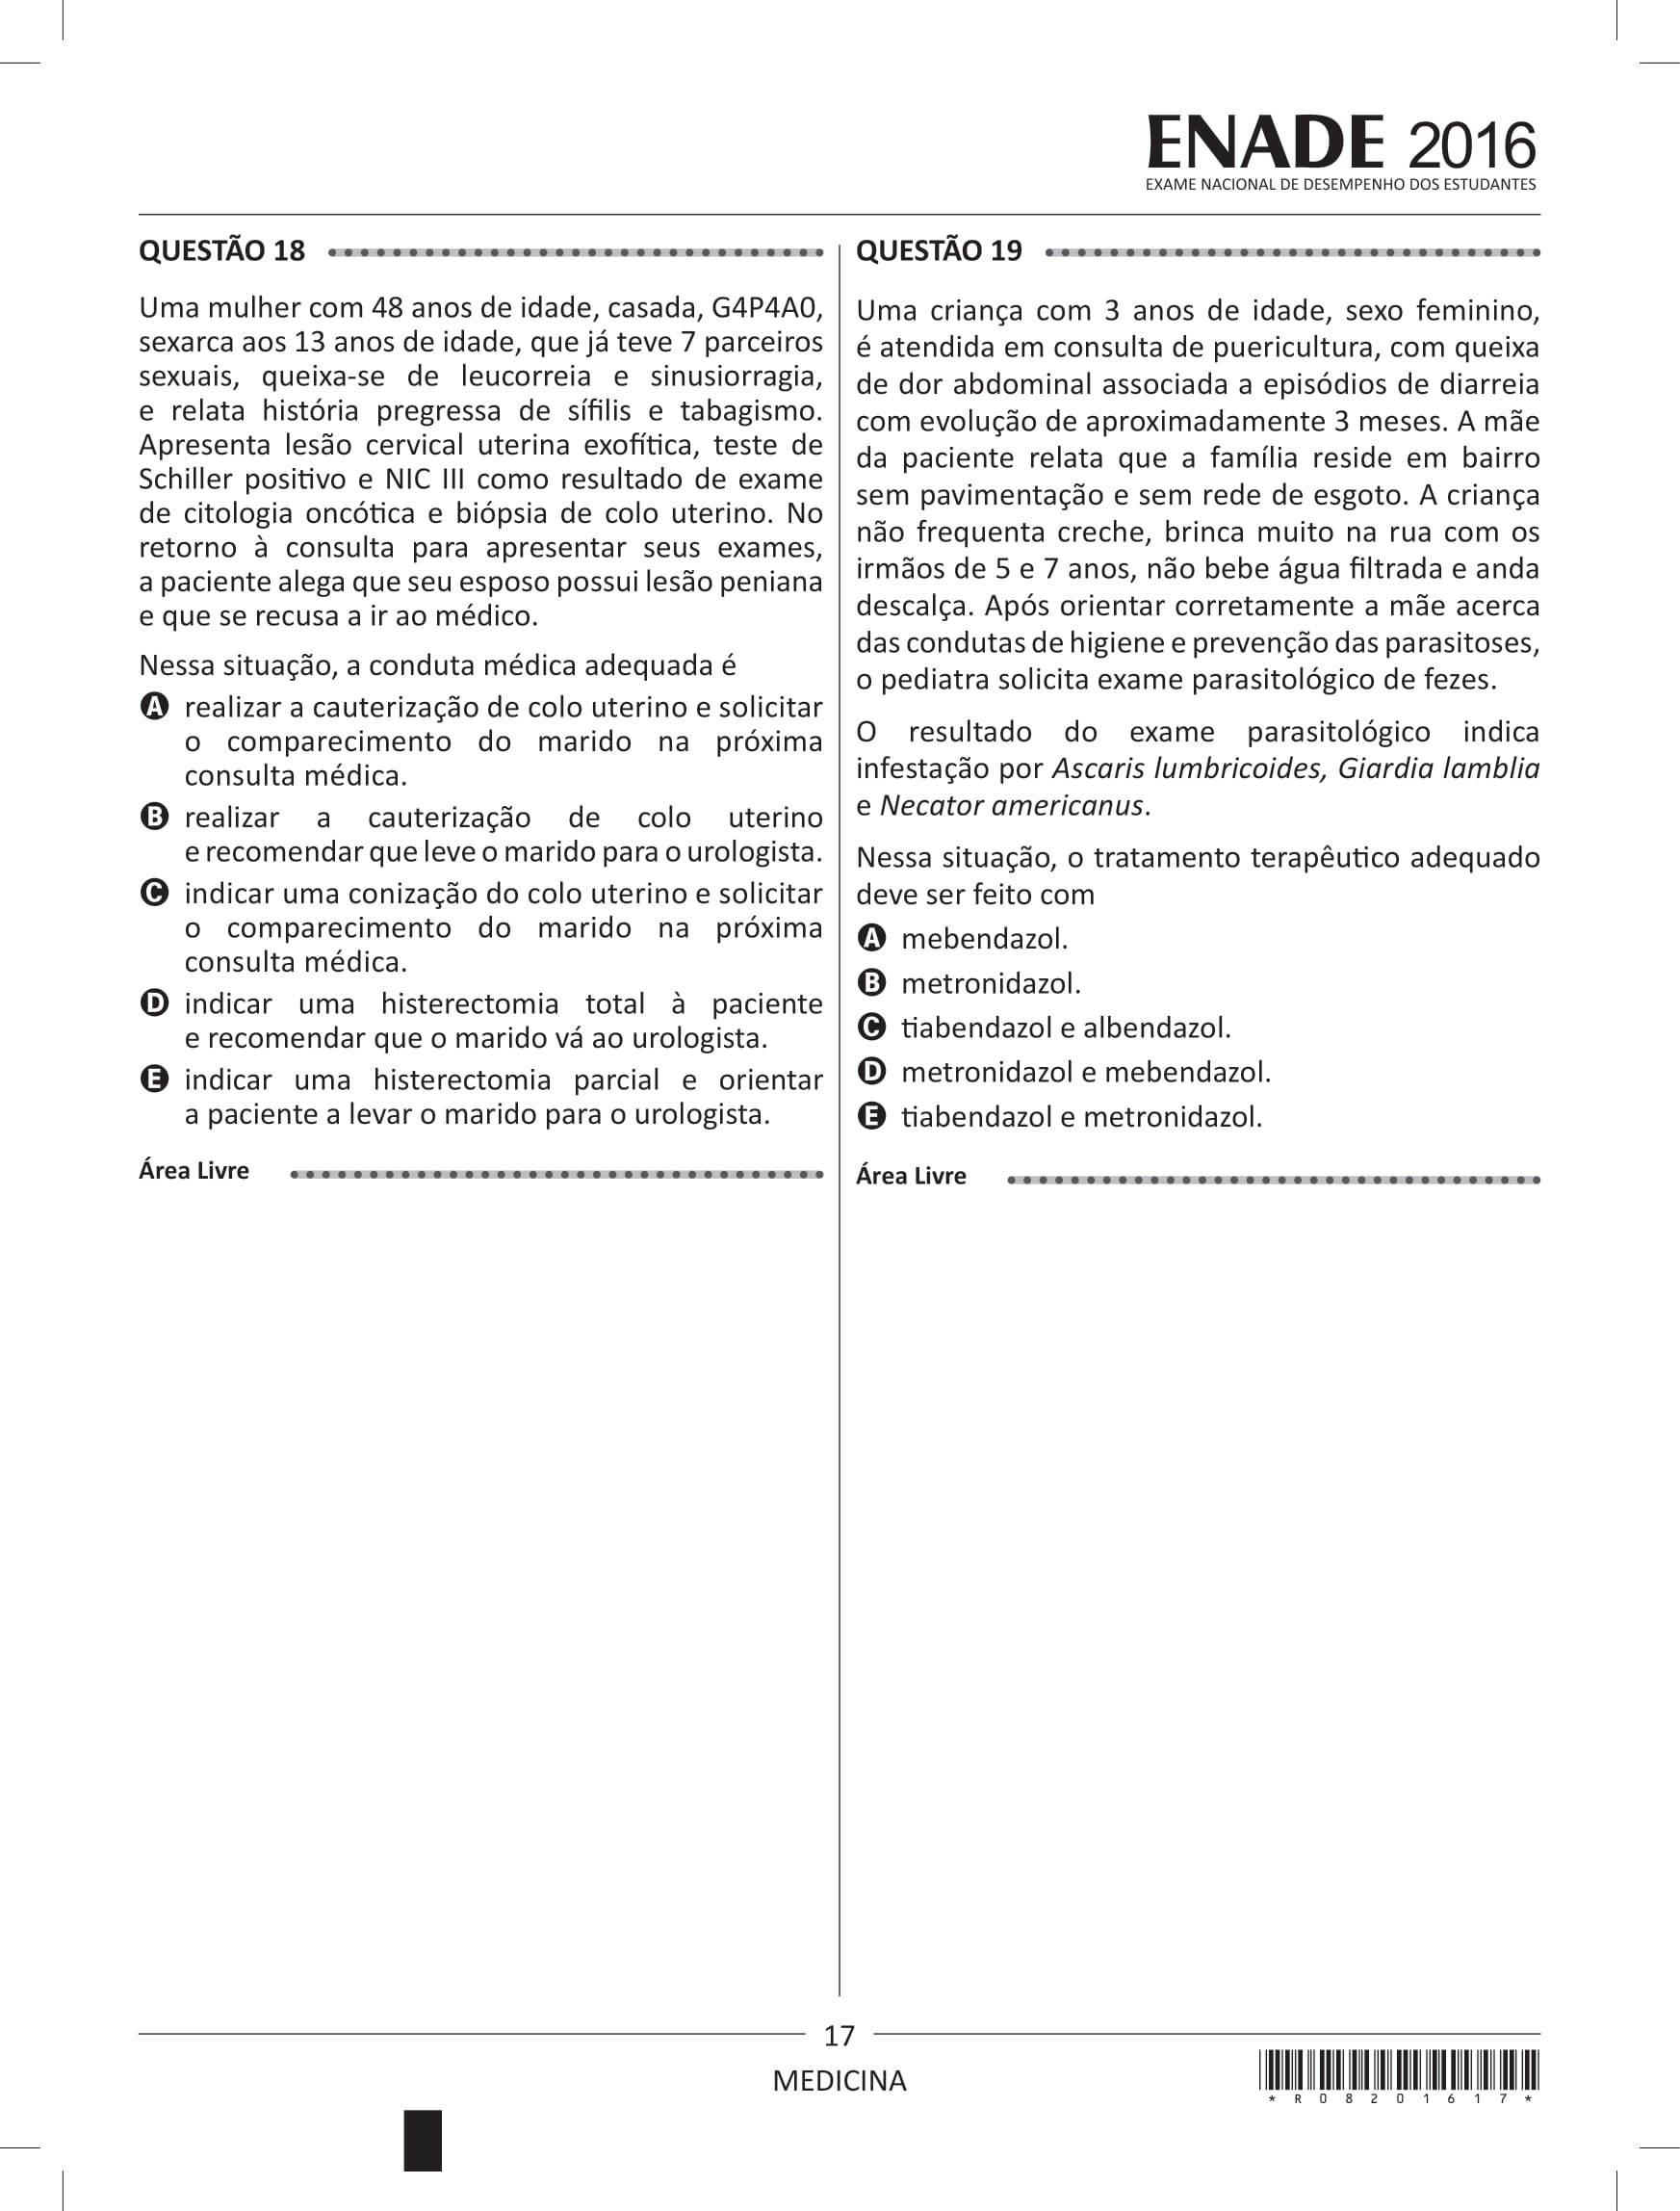 ENADE 2016
EXAME NACIONAL DE DESEMPENHO DOS ESTUDANTES
QUESTÃO 18
Uma mulher com 48 anos de idade, casada, G4P4A0,
sexarca aos 13 anos de idade, que já teve 7 parceiros
sexuais, queixa-se de leucorreia e sinusiorragia,
e relata história pregressa de sífilis e tabagismo.
Apresenta lesão cervical uterina exofítica, teste de
Schiller positivo e NIC III como resultado de exame
de citologia oncótica e biópsia de colo uterino. No
retorno à consulta para apresentar seus exames,
a paciente alega que seu esposo possui lesão peniana
e que se recusa a ir ao médico.
Nessa situação, a conduta médica adequada é
A realizar a cauterização de colo uterino e solicitar
o comparecimento do marido na próxima
consulta médica.
B realizar a cauterização de colo uterino
e recomendar que leve o marido para o urologista.
C indicar uma conização do colo uterino e solicitar
o comparecimento do marido na próxima
consulta médica.
D indicar uma histerectomia total à paciente
e recomendar que o marido vá ao urologista.
E indicar uma histerectomia parcial e orientar
a paciente a levar o marido para o urologista.
Área Livre
QUESTÃO 19
Uma criança com 3 anos de idade, sexo feminino,
é atendida em consulta de puericultura, com queixa
de dor abdominal associada a episódios de diarreia
com evolução de aproximadamente 3 meses. A mãe
da paciente relata que a família reside em bairro
sem pavimentação e sem rede de esgoto. A criança
não frequenta creche, brinca muito na rua com os
irmãos de 5 e 7 anos, não bebe água filtrada e anda
descalça. Após orientar corretamente a mãe acerca
das condutas de higiene e prevenção das parasitoses,
o pediatra solicita exame parasitológico de fezes.
O resultado do exame parasitológico indica
infestação por Ascaris lumbricoides, Giardia lamblia
e Necator americanus.
Nessa situação, o tratamento terapêutico adequado
deve ser feito com
A mebendazol.
B metronidazol.
C tiabendazol e albendazol.
D metronidazol e mebendazol.
E tiabendazol e metronidazol.
Área Livre
17
MEDICINA
* R 0 8 2 0 1 6 1 7 *